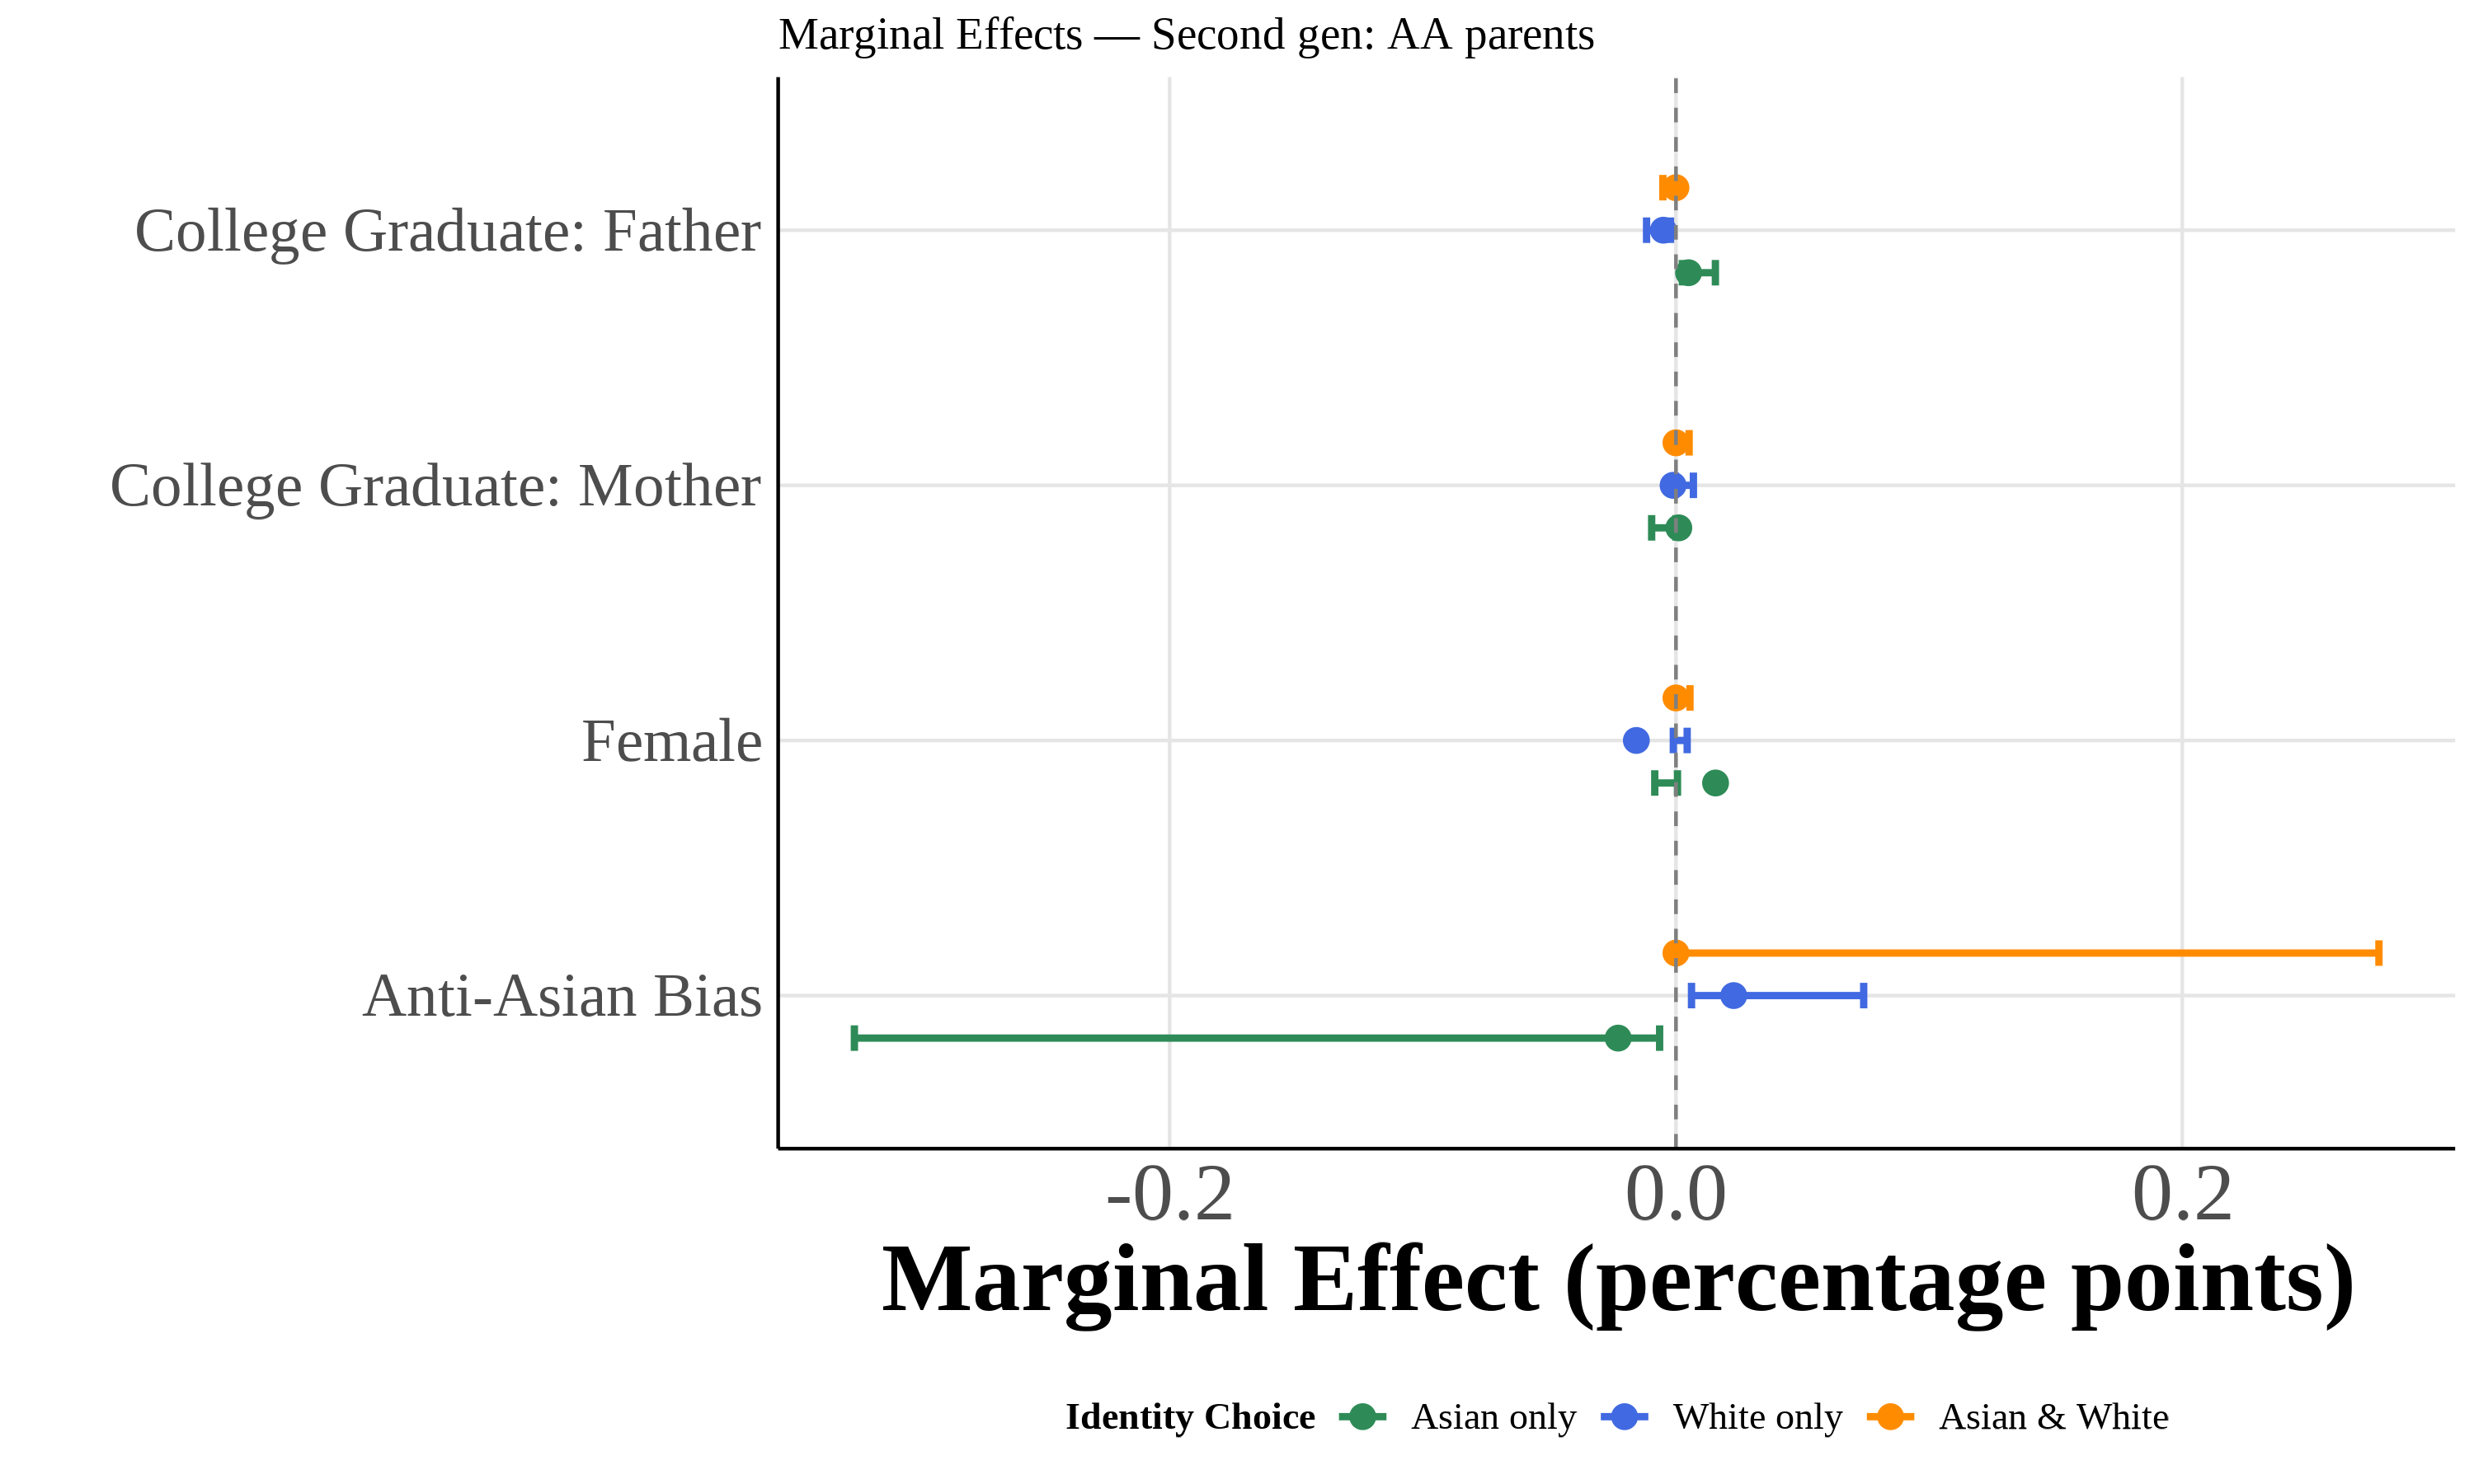 Marginal Effects — Second gen: AA parents
College Graduate: Father
College Graduate: Mother
Female
Anti-Asian Bias
-0.2 0.0 0.2
Marginal Effect (percentage points)
Identity Choice Asian only White only Asian & White